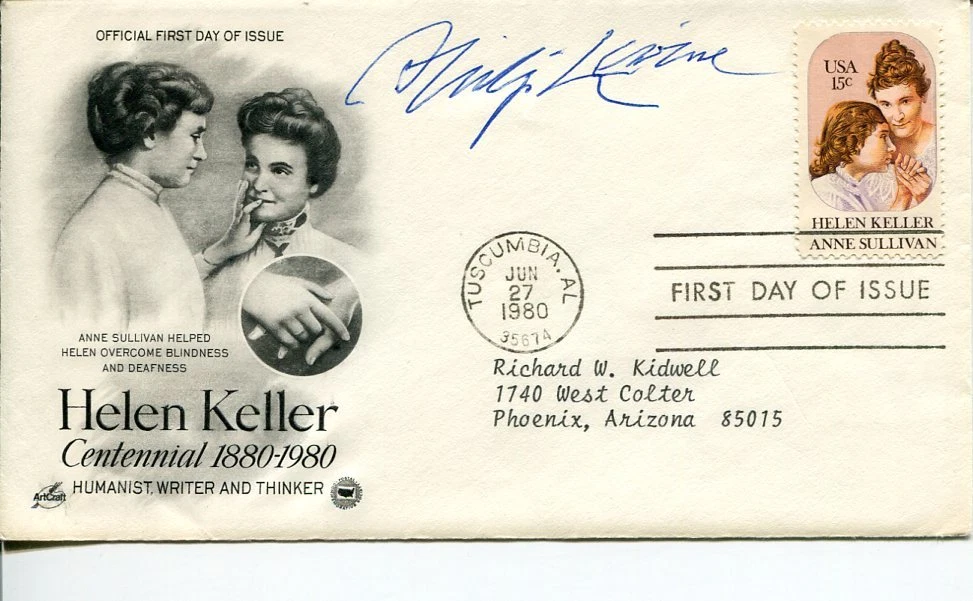 OFFICIAL FIRST DAY OF ISSUE
Philip Levine
USA
15c
HELEN KELLER
ANNE SULLIVAN
TUSCUMBIA, AL
JUN
27
1980
35674
FIRST DAY OF ISSUE
ANNE SULLIVAN HELPED
HELEN OVERCOME BLINDNESS
AND DEAFNESS
Richard W. Kidwell
1740 West Colter
Phoenix, Arizona 85015
Helen Keller
Centennial 1880-1980
HUMANIST, WRITER AND THINKER
ArtCraft